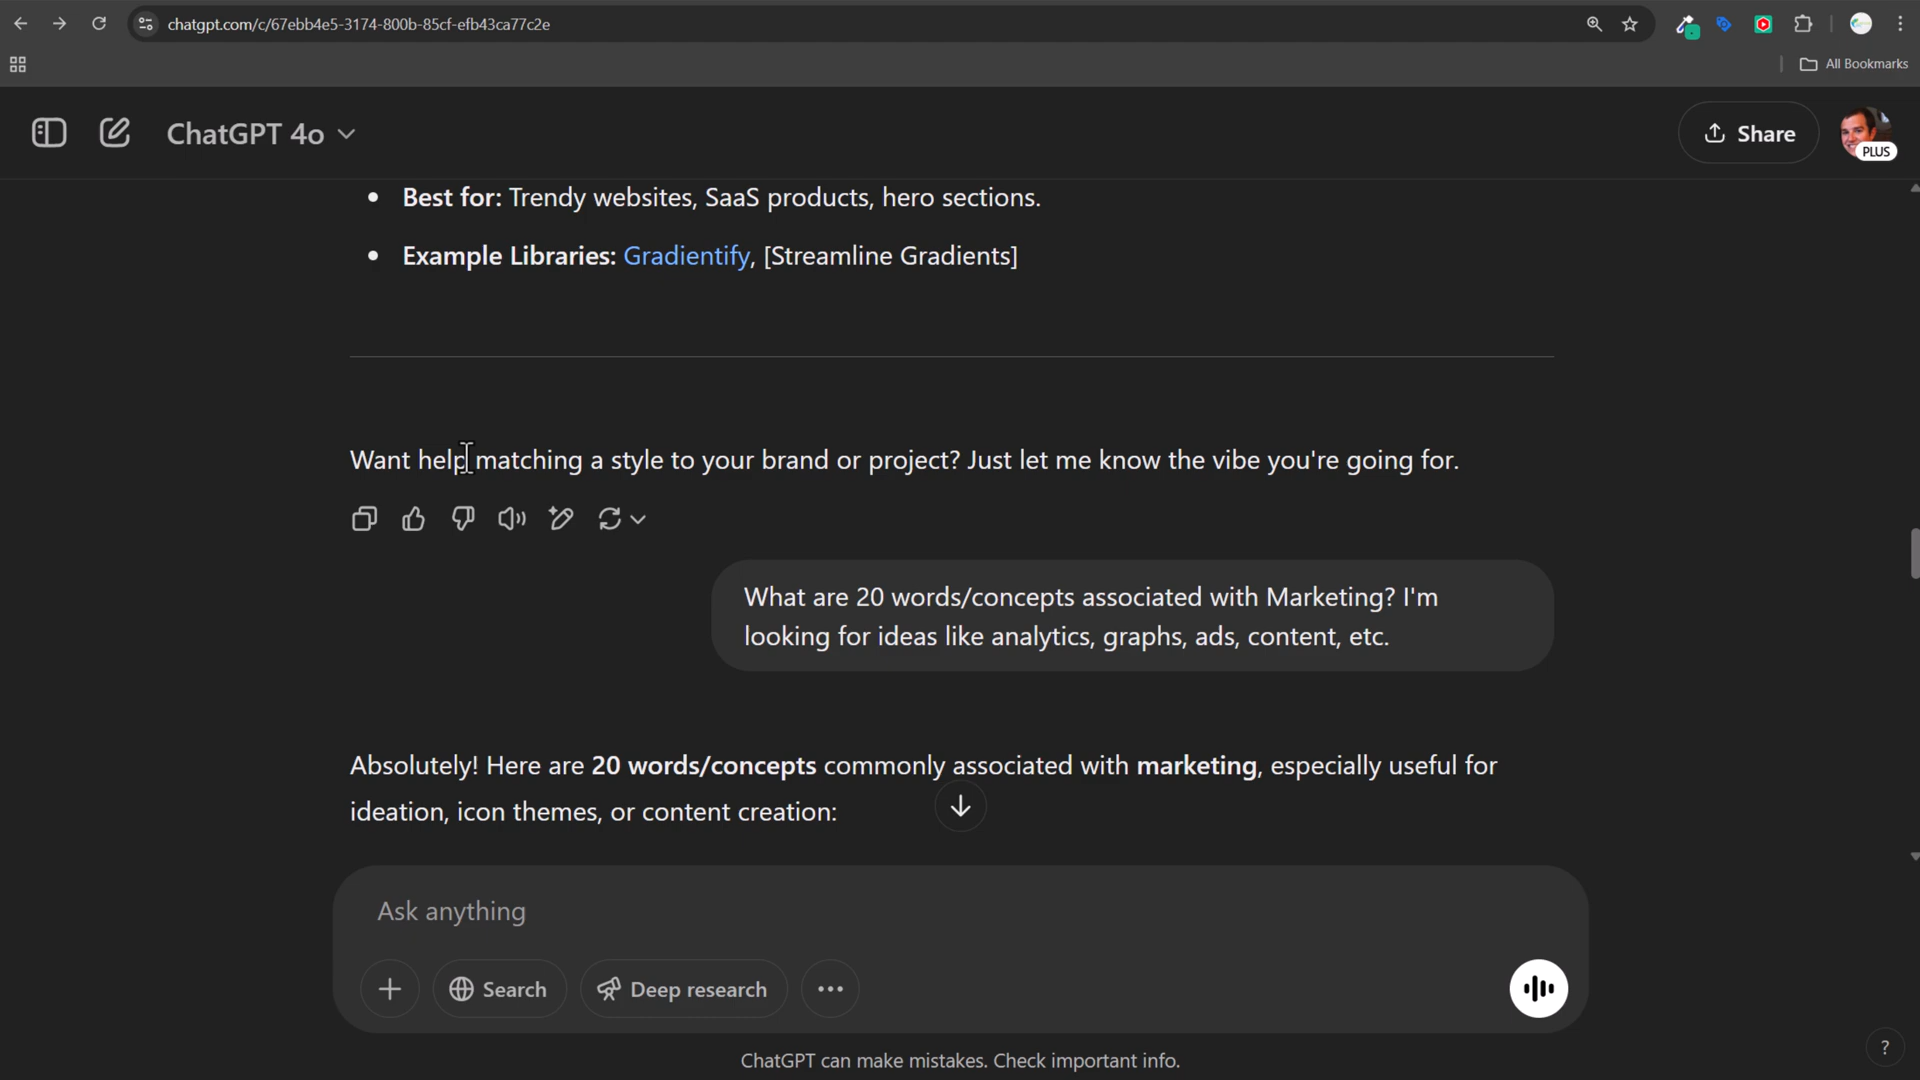 chatgpt.com/c/67ebb4e5-3174-800b-85cf-efb43ca77c2e
All Bookmarks
ChatGPT 4o
Share
PLUS
Best for: Trendy websites, SaaS products, hero sections.
Example Libraries: Gradientify, [Streamline Gradients]
Want help matching a style to your brand or project? Just let me know the vibe you're going for.
What are 20 words/concepts associated with Marketing? I'm
looking for ideas like analytics, graphs, ads, content, etc.
Absolutely! Here are 20 words/concepts commonly associated with marketing, especially useful for
ideation, icon themes, or content creation:
Ask anything
Search
Deep research
ChatGPT can make mistakes. Check important info.
?